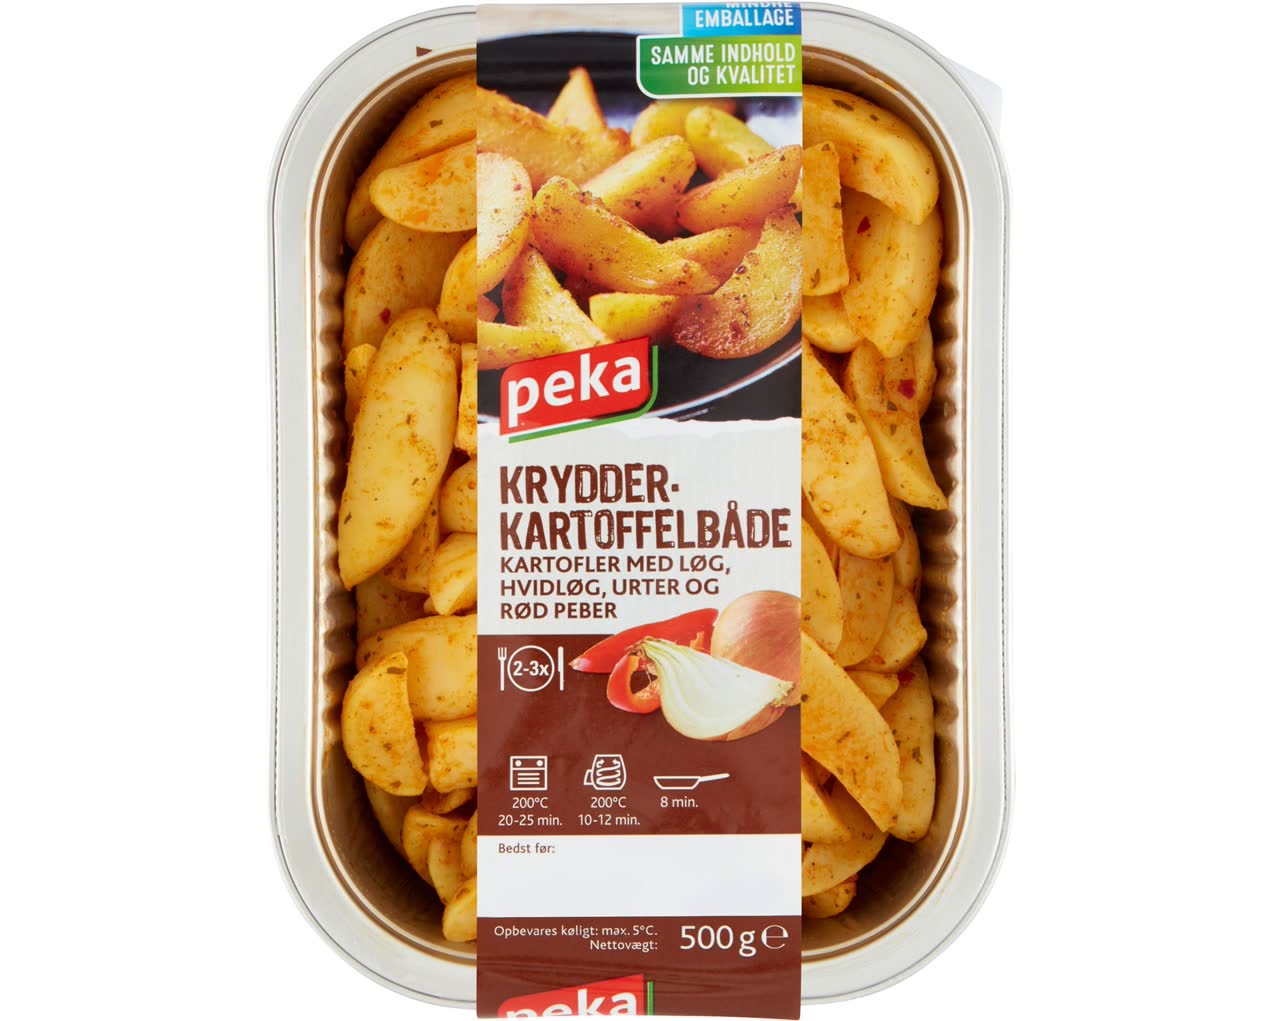 MINDRE
EMBALLAGE
SAMME INDHOLD
OG KVALITET
peka
KRYDDER-
KARTOFFELBÅDE
KARTOFLER MED LØG,
HVIDLØG, URTER OG
RØD PEBER
2-3x
200°C
20-25 min.
200°C
10-12 min.
8 min.
Bedst før:
Opbevares køligt: max. 5°C.
Nettovægt:
500 g ℮
peka